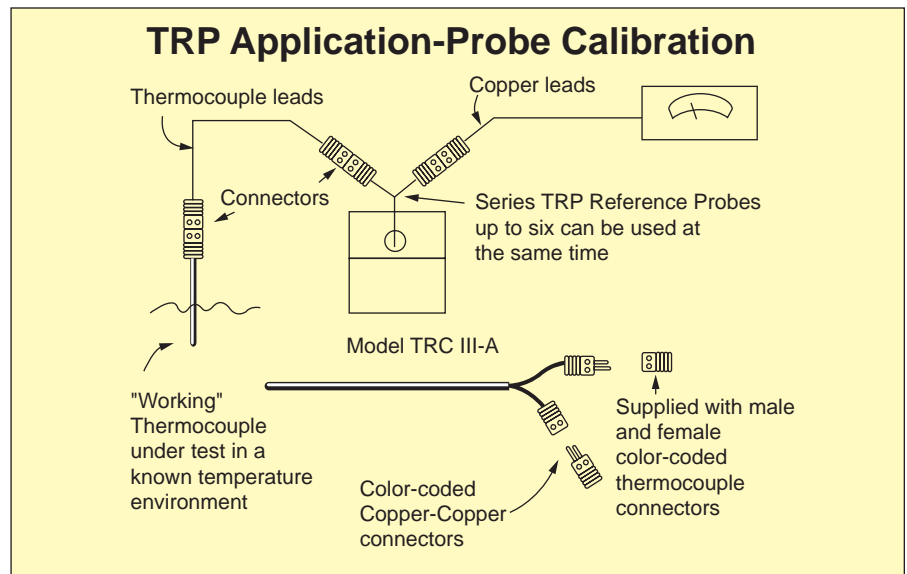 TRP Application-Probe Calibration
Thermocouple leads
Copper leads
Connectors
Series TRP Reference Probes
up to six can be used at
the same time
Model TRC III-A
"Working"
Thermocouple
under test in a
known temperature
environment
Color-coded
Copper-Copper
connectors
Supplied with male
and female
color-coded
thermocouple
connectors